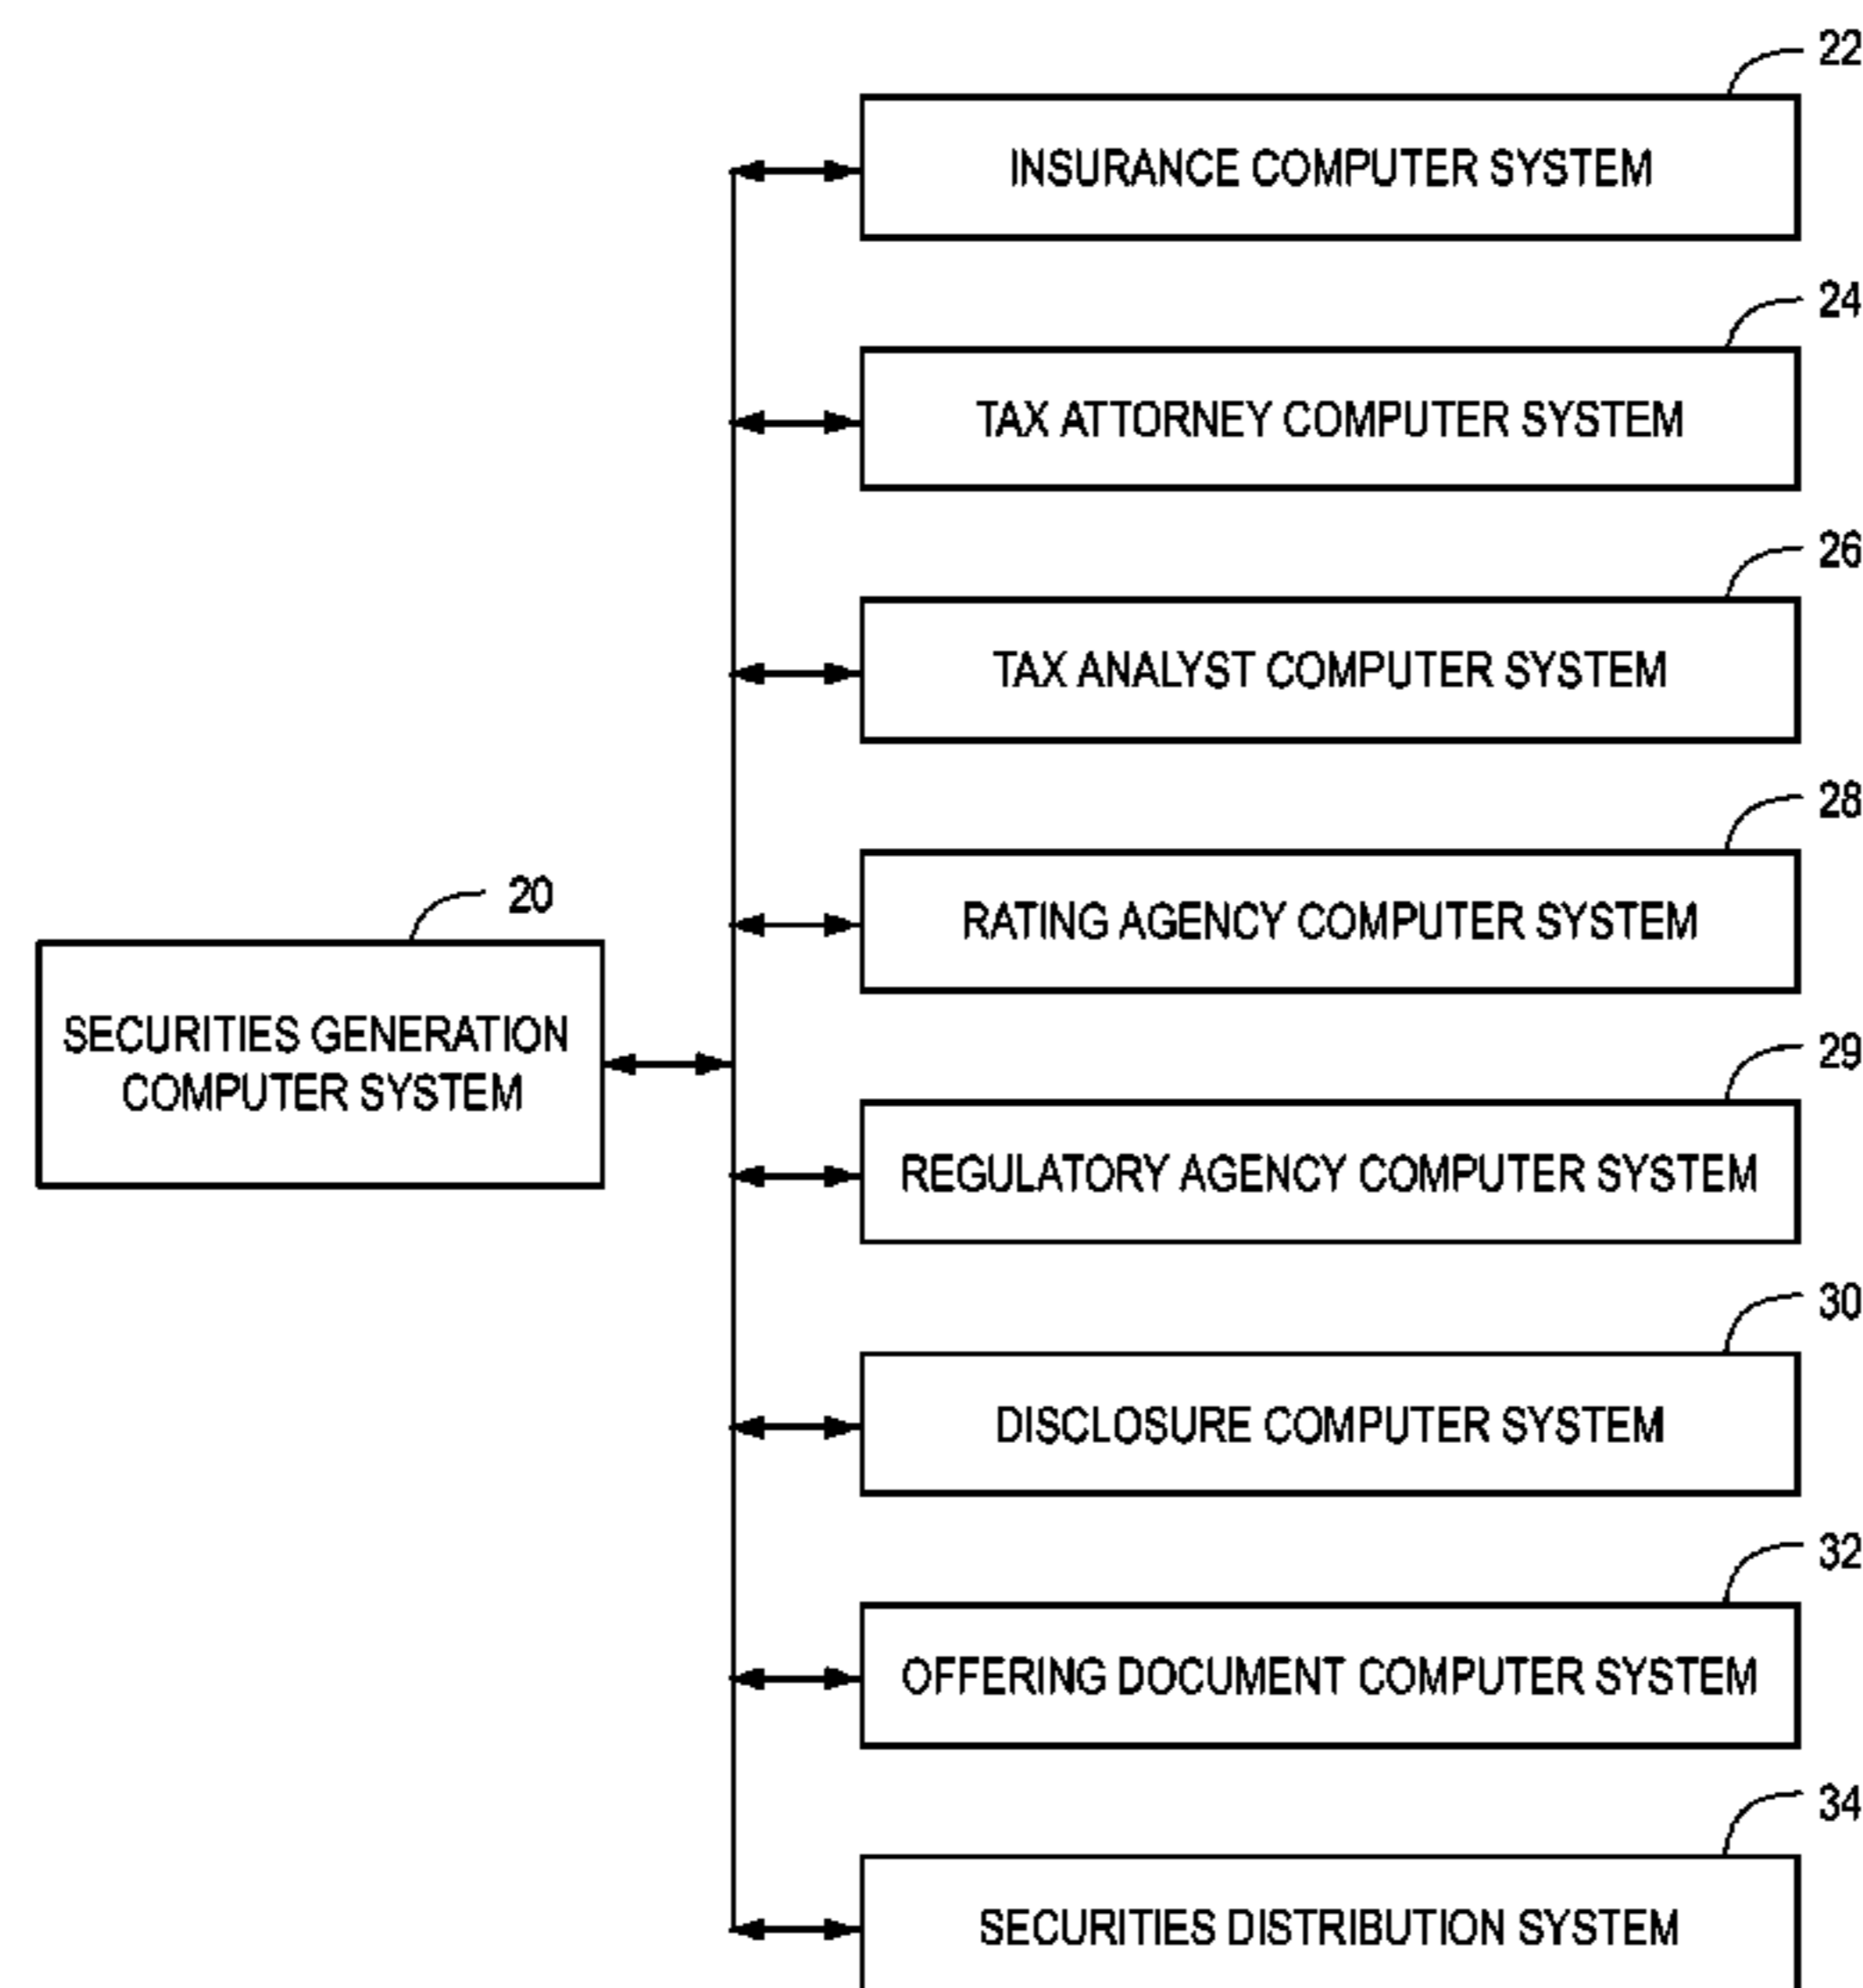 22
INSURANCE COMPUTER SYSTEM
24
TAX ATTORNEY COMPUTER SYSTEM
26
TAX ANALYST COMPUTER SYSTEM
28
RATING AGENCY COMPUTER SYSTEM
20
SECURITIES GENERATION
COMPUTER SYSTEM
29
REGULATORY AGENCY COMPUTER SYSTEM
30
DISCLOSURE COMPUTER SYSTEM
32
OFFERING DOCUMENT COMPUTER SYSTEM
34
SECURITIES DISTRIBUTION SYSTEM